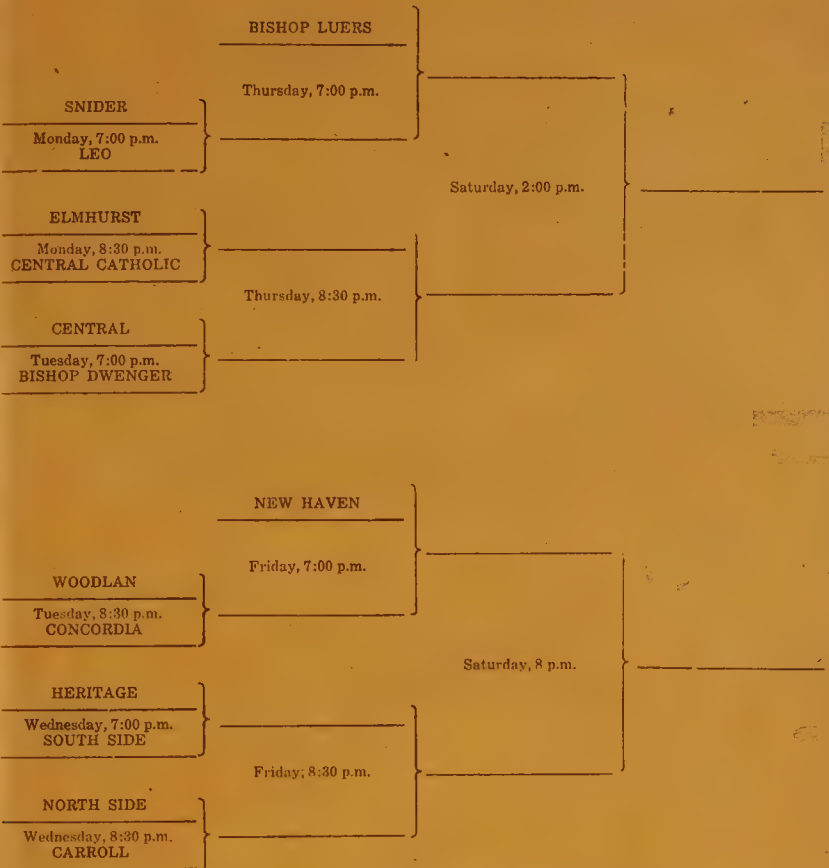 BISHOP LUERS
Thursday, 7:00 p.m.
SNIDER
Monday, 7:00 p.m.
LEO
Saturday, 2:00 p.m.
ELMHURST
Monday, 8:30 p.m.
CENTRAL CATHOLIC
Thursday, 8:30 p.m.
CENTRAL
Tuesday, 7:00 p.m.
BISHOP DWENGER
NEW HAVEN
Friday, 7:00 p.m.
WOODLAN
Tuesday, 8:30 p.m.
CONCORDIA
Saturday, 8 p.m.
HERITAGE
Wednesday, 7:00 p.m.
SOUTH SIDE
Friday, 8:30 p.m.
NORTH SIDE
Wednesday, 8:30 p.m.
CARROLL